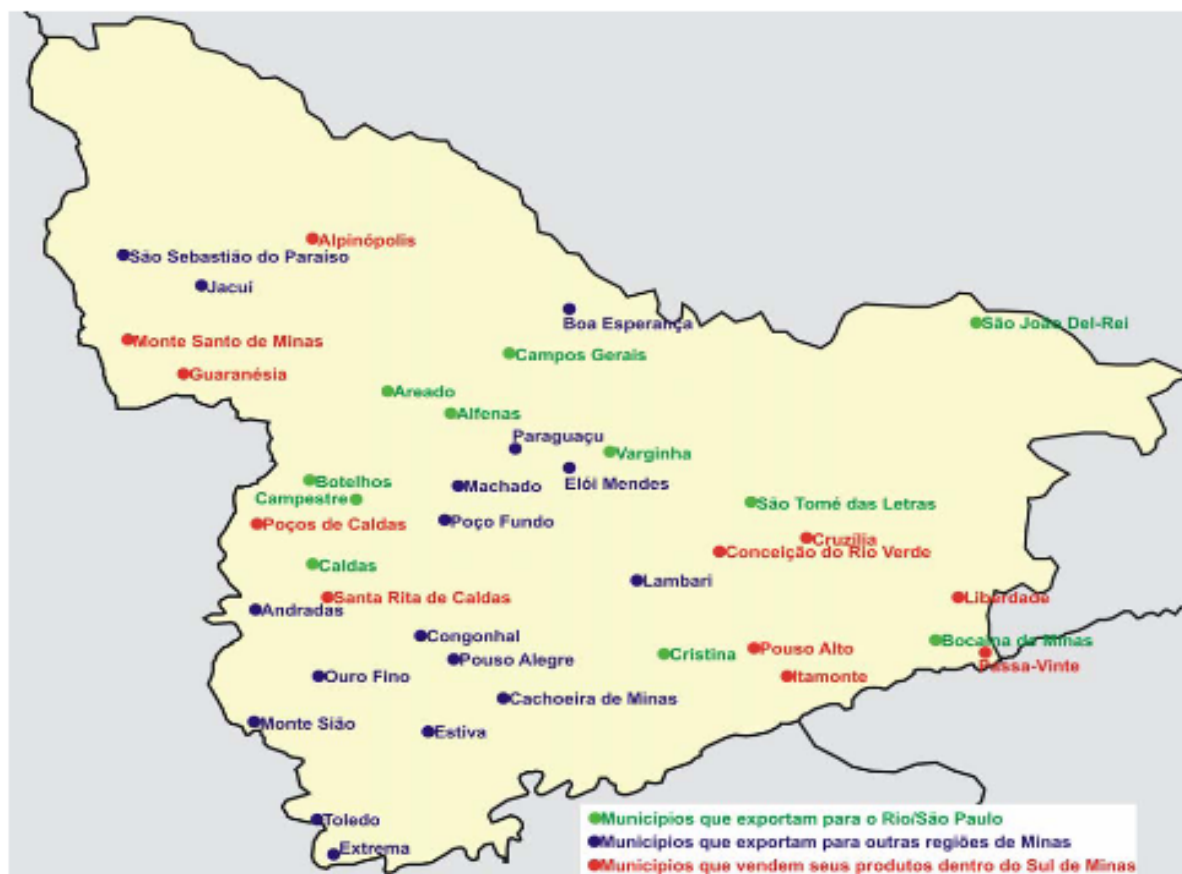 Alpinópolis
São Sebastião do Paraíso
Jacuí
Boa Esperança
São João Del-Rei
Monte Santo de Minas
Campos Gerais
Guaranésia
Areado
Alfenas
Paraguaçu
Varginha
Elói Mendes
Botelhos
Machado
Campestre
São Tomé das Letras
Poço Fundo
Poços de Caldas
Cruzília
Conceição do Rio Verde
Caldas
Lambari
Santa Rita de Caldas
Liberdade
Andradas
Congonhal
Bocaina de Minas
Pouso Alto
Cristina
Pouso Alegre
Passa-Vinte
Ouro Fino
Itamonte
Cachoeira de Minas
Monte Sião
Estiva
Toledo
Extrema
Municípios que exportam para o Rio/São Paulo
Municípios que exportam para outras regiões de Minas
Municípios que vendem seus produtos dentro do Sul de Minas